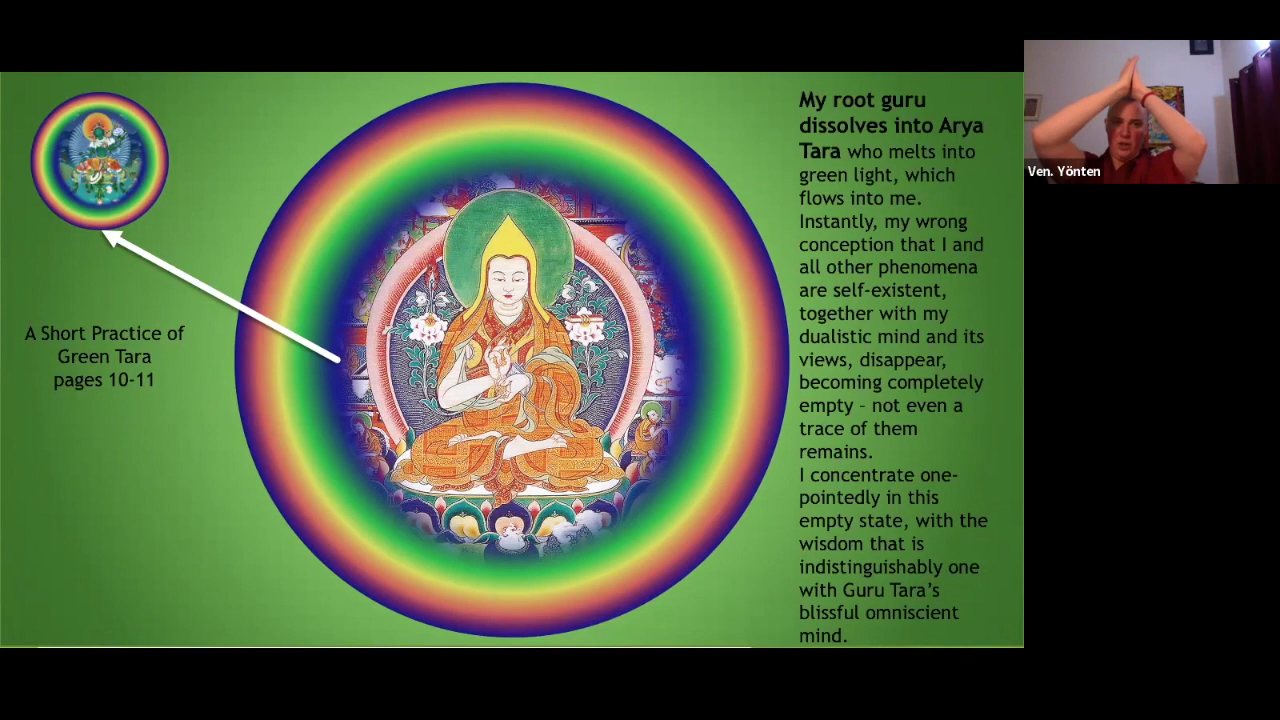 A Short Practice of
Green Tara
pages 10-11
My root guru
dissolves into Arya
Tara who melts into
green light, which
flows into me.
Instantly, my wrong
conception that I and
all other phenomena
are self-existent,
together with my
dualistic mind and its
views, disappear,
becoming completely
empty – not even a
trace of them
remains.
I concentrate one-
pointedly in this
empty state, with the
wisdom that is
indistinguishably one
with Guru Tara’s
blissful omniscient
mind.
Ven. Yönten